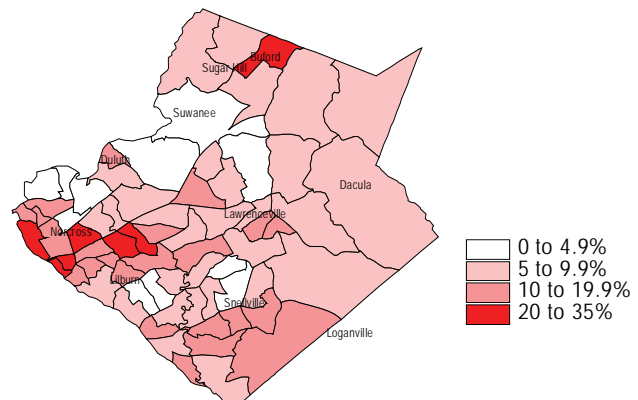 Buford
Sugar Hill
Suwanee
Duluth
Dacula
Lawrenceville
Norcross
Lilburn
Snellville
Loganville
0 to 4.9%
5 to 9.9%
10 to 19.9%
20 to 35%